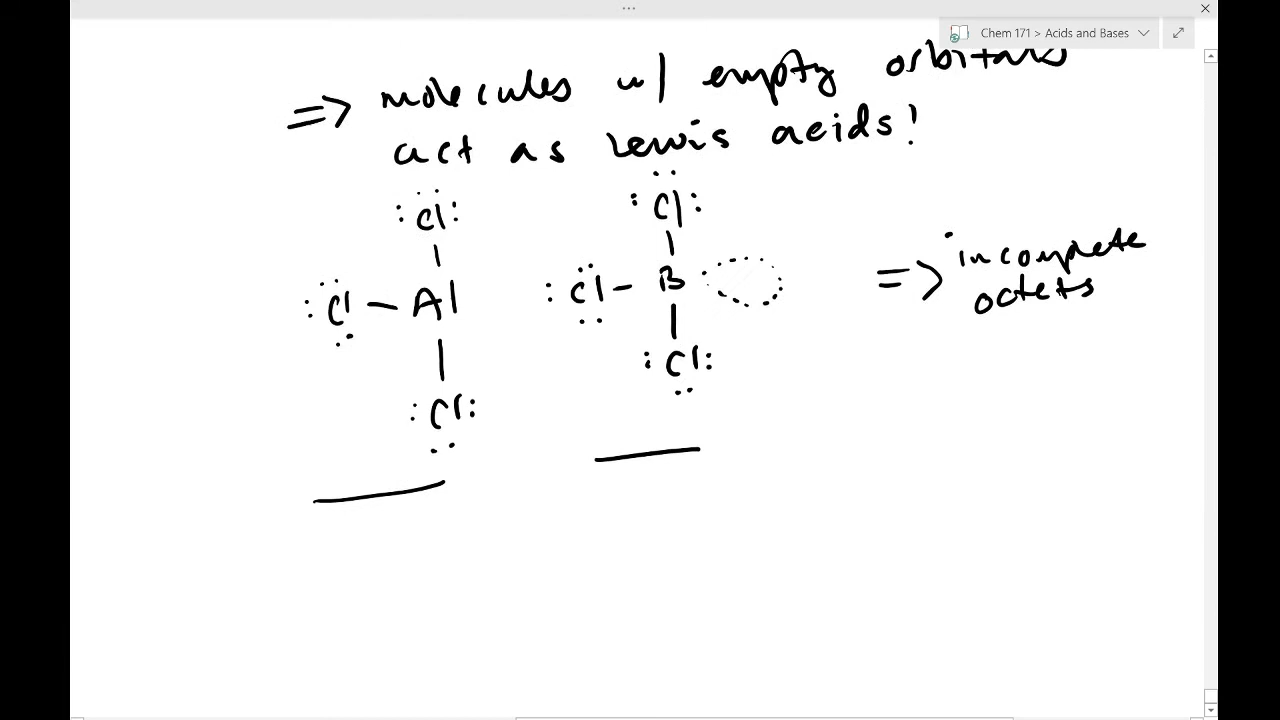 Chem 171 > Acids and Bases
=> molecules w/ empty orbitals
act as Lewis acids!
:Cl: :Cl:
:Cl - Al :Cl - B => incomplete
octets
:Cl: :Cl: